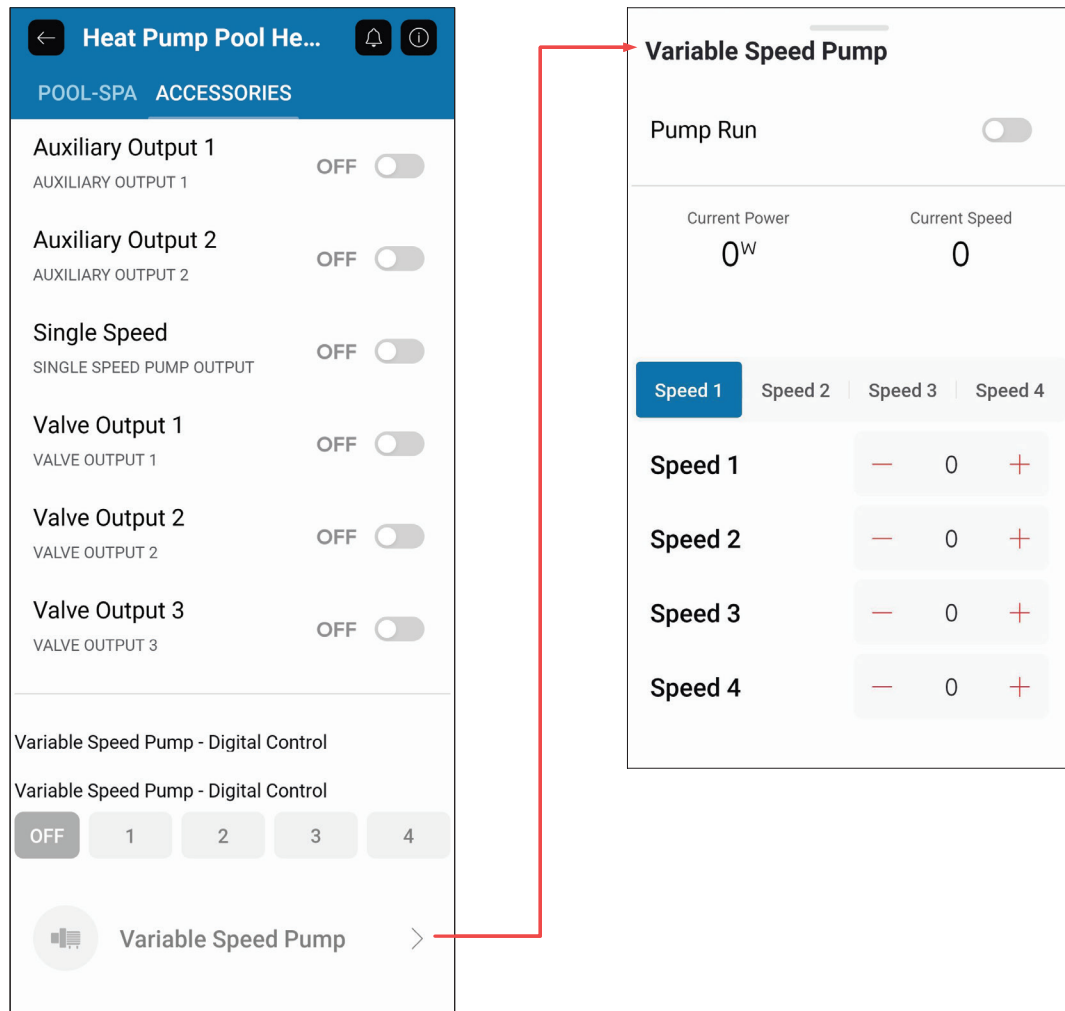 Heat Pump Pool He...
POOL-SPA ACCESSORIES
Auxiliary Output 1
AUXILIARY OUTPUT 1
OFF
Auxiliary Output 2
AUXILIARY OUTPUT 2
OFF
Single Speed
SINGLE SPEED PUMP OUTPUT
OFF
Valve Output 1
VALVE OUTPUT 1
OFF
Valve Output 2
VALVE OUTPUT 2
OFF
Valve Output 3
VALVE OUTPUT 3
OFF
Variable Speed Pump - Digital Control
Variable Speed Pump - Digital Control
OFF 1 2 3 4
Variable Speed Pump
Variable Speed Pump
Pump Run
Current Power Current Speed
0W 0
Speed 1 Speed 2 Speed 3 Speed 4
Speed 1 — 0 +
Speed 2 — 0 +
Speed 3 — 0 +
Speed 4 — 0 +